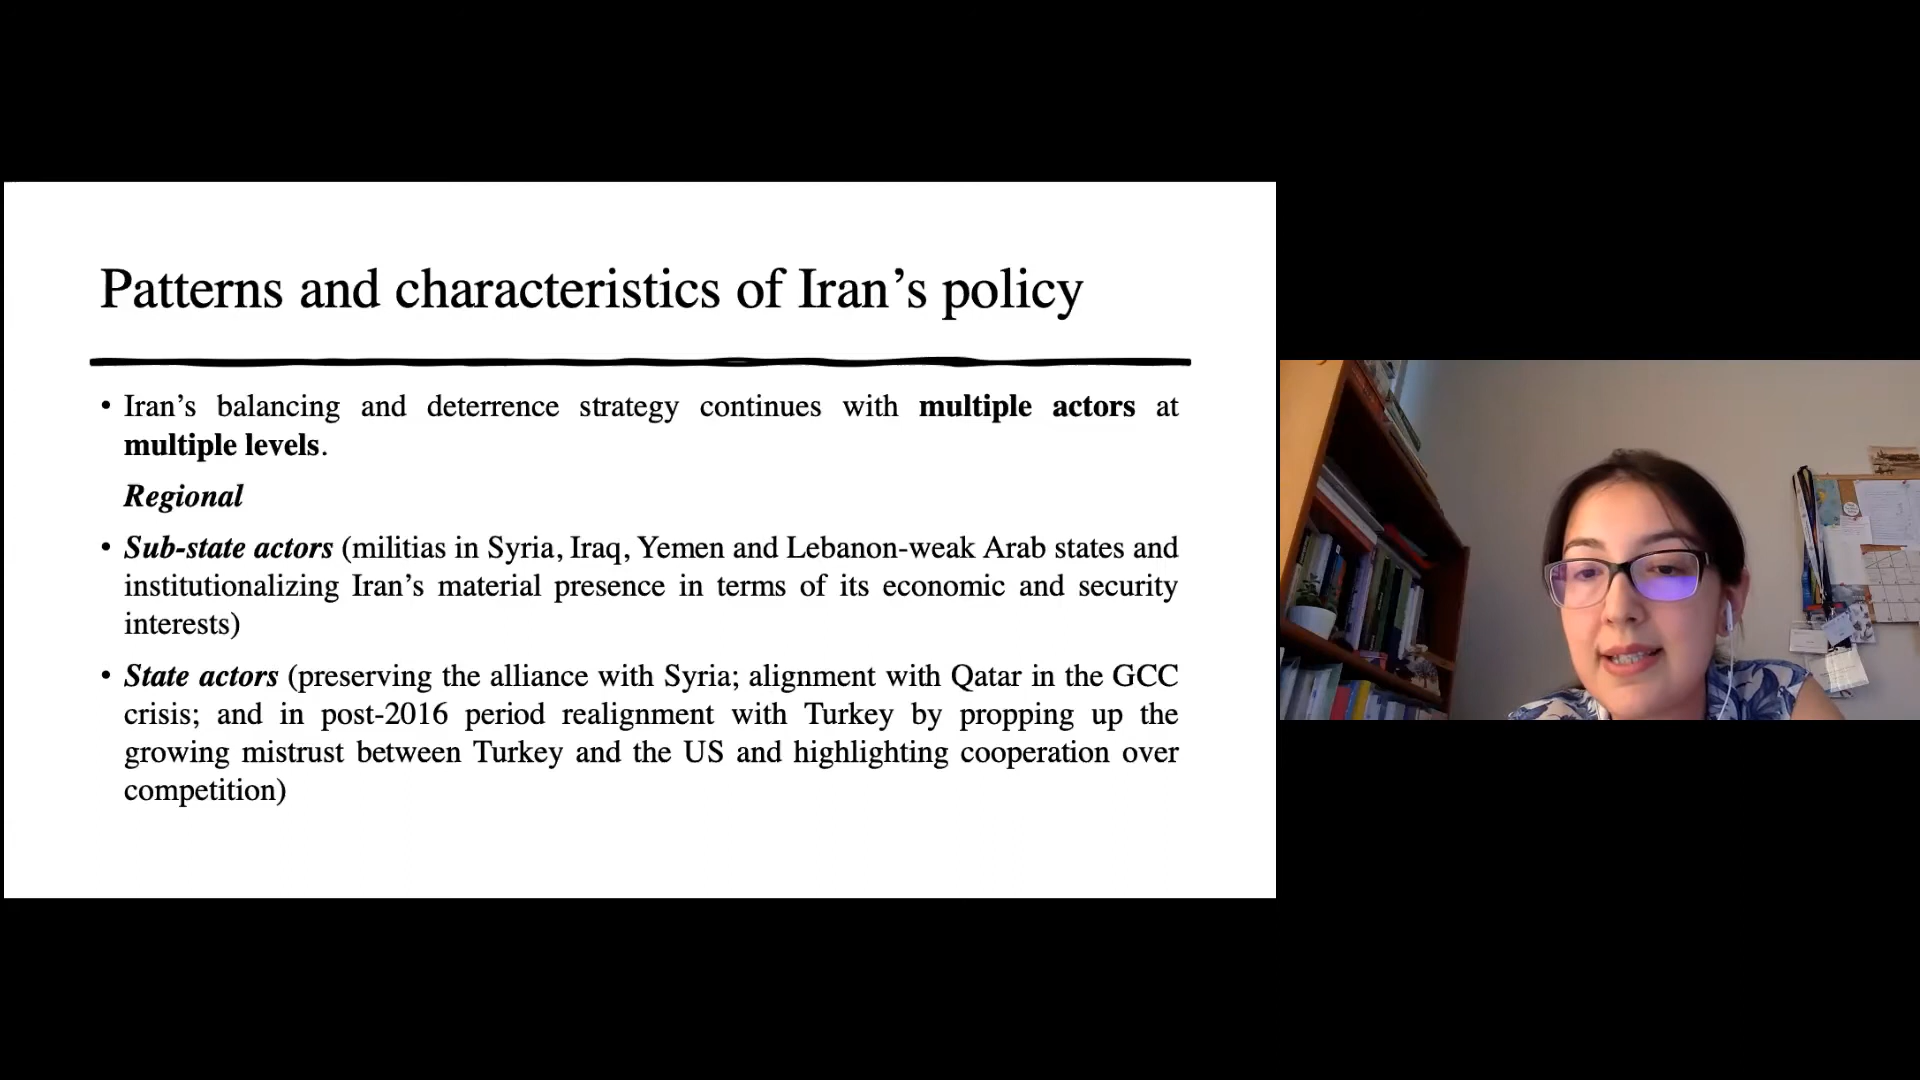 Patterns and characteristics of Iran’s policy
• Iran’s balancing and deterrence strategy continues with multiple actors at
multiple levels.
Regional
• Sub-state actors (militias in Syria, Iraq, Yemen and Lebanon-weak Arab states and
institutionalizing Iran’s material presence in terms of its economic and security
interests)
• State actors (preserving the alliance with Syria; alignment with Qatar in the GCC
crisis; and in post-2016 period realignment with Turkey by propping up the
growing mistrust between Turkey and the US and highlighting cooperation over
competition)